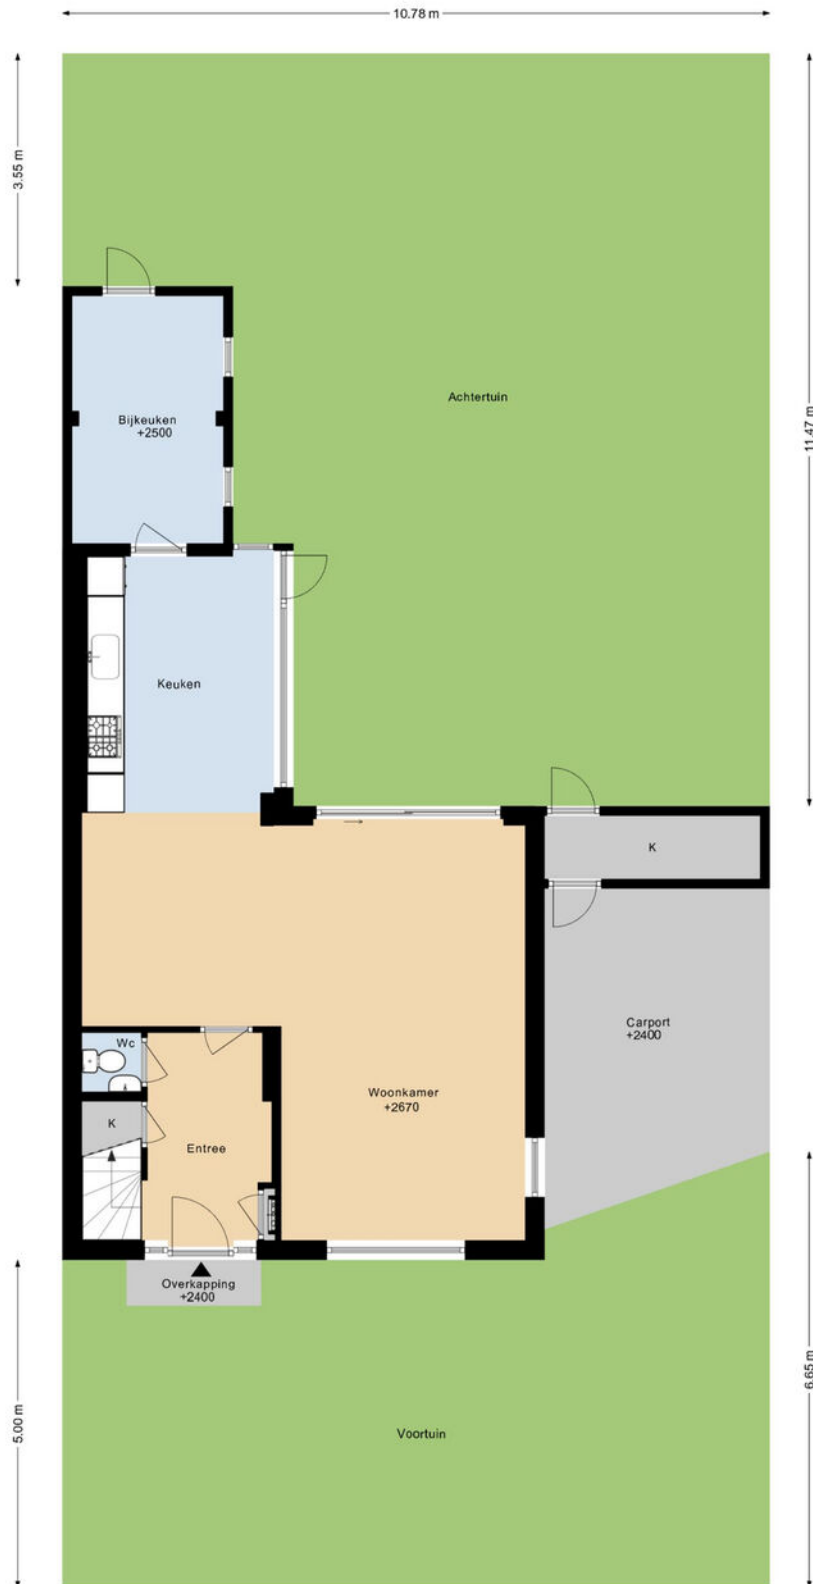 10.78 m
3.55 m
Achtertuin
11.47 m
Bijkeuken
+2500
Keuken
K
Carport
+2400
Wc
Woonkamer
+2670
K
Entree
Overkapping
+2400
5.00 m
6.65 m
Voortuin